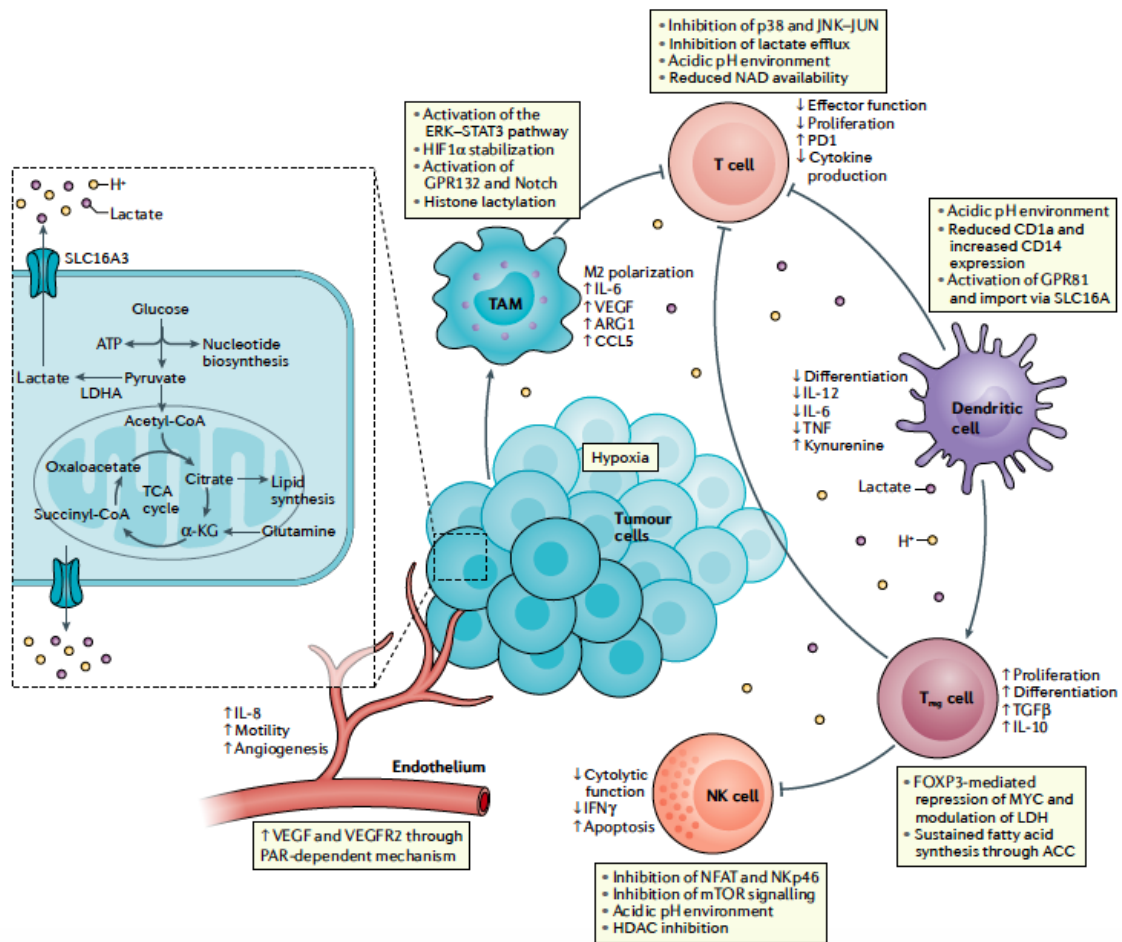 • Inhibition of p38 and JNK–JUN
• Inhibition of lactate efflux
• Acidic pH environment
• Reduced NAD availability
↓ Effector function
↓ Proliferation
↑ PD1
↓ Cytokine
production
T cell
• Activation of the
ERK–STAT3 pathway
• HIF1α stabilization
• Activation of
GPR132 and Notch
• Histone lactylation
TAM
M2 polarization
↑ IL-6
↑ VEGF
↑ ARG1
↑ CCL5
• Acidic pH environment
• Reduced CD1a and
increased CD14
expression
• Activation of GPR81
and import via SLC16A
↓ Differentiation
↓ IL-12
↓ IL-6
↓ TNF
↑ Kynurenine
Dendritic
cell
Lactate
H⁺
H⁺
Lactate
SLC16A3
Glucose
ATP
Nucleotide
biosynthesis
Lactate
LDHA
Pyruvate
Acetyl-CoA
Oxaloacetate
Citrate
Lipid
synthesis
TCA
cycle
Succinyl-CoA
α-KG
Glutamine
Hypoxia
Tumour
cells
↑ IL-8
↑ Motility
↑ Angiogenesis
Endothelium
↑ VEGF and VEGFR2 through
PAR-dependent mechanism
↓ Cytolytic
function
↓ IFNγ
↑ Apoptosis
NK cell
• Inhibition of NFAT and NKp46
• Inhibition of mTOR signalling
• Acidic pH environment
• HDAC inhibition
T reg cell
↑ Proliferation
↑ Differentiation
↑ TGFβ
↑ IL-10
• FOXP3-mediated
repression of MYC and
modulation of LDH
• Sustained fatty acid
synthesis through ACC